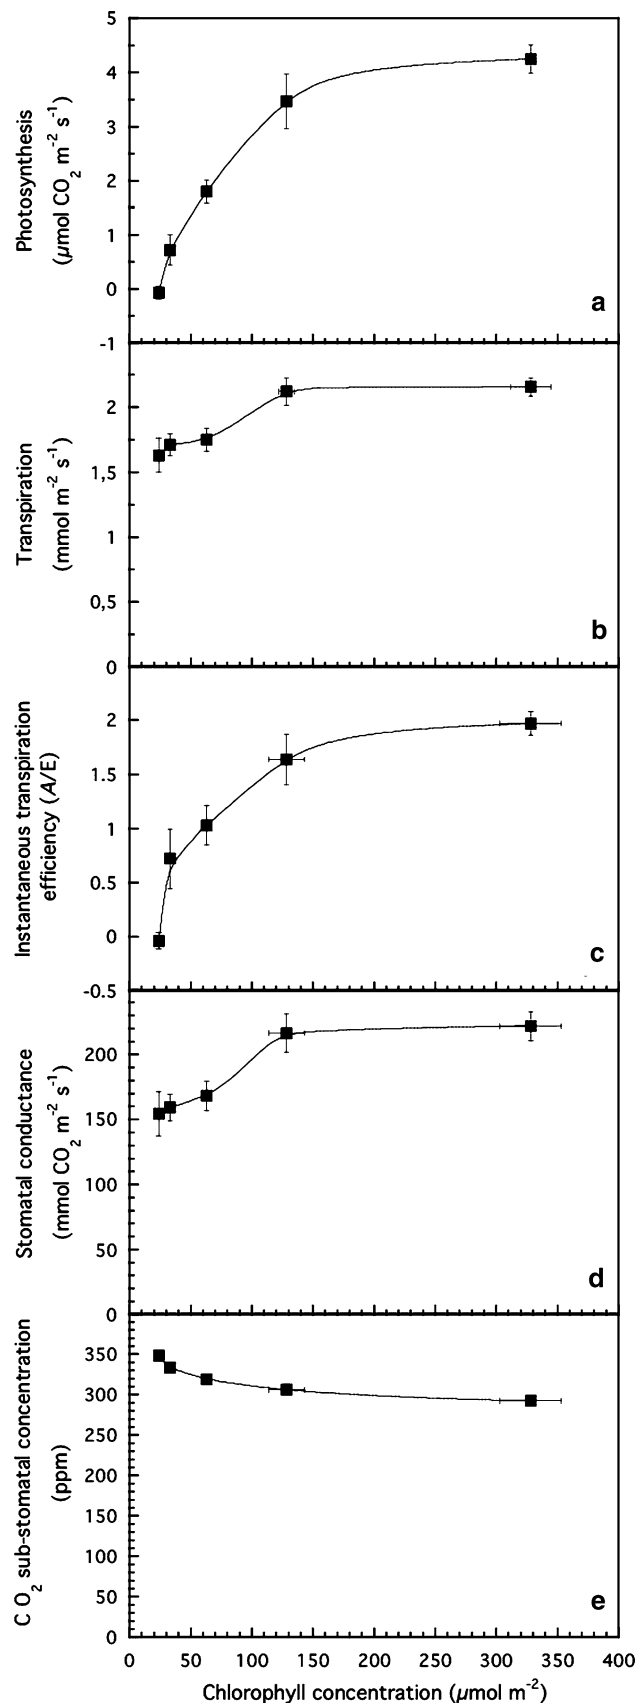 5
4
3
2
1
0
-1
Photosynthesis
(µmol CO2 m-2 s-1)
a
2
1,5
1
0,5
0
Transpiration
(mmol m-2 s-1)
b
2
1.5
1
0.5
0
-0.5
Instantaneous transpiration
efficiency (A/E)
c
200
150
100
50
0
Stomatal conductance
(mmol CO2 m-2 s-1)
d
350
300
250
200
150
100
50
0
C O2 sub-stomatal concentration
(ppm)
e
0 50 100 150 200 250 300 350 400
Chlorophyll concentration (µmol m-2)